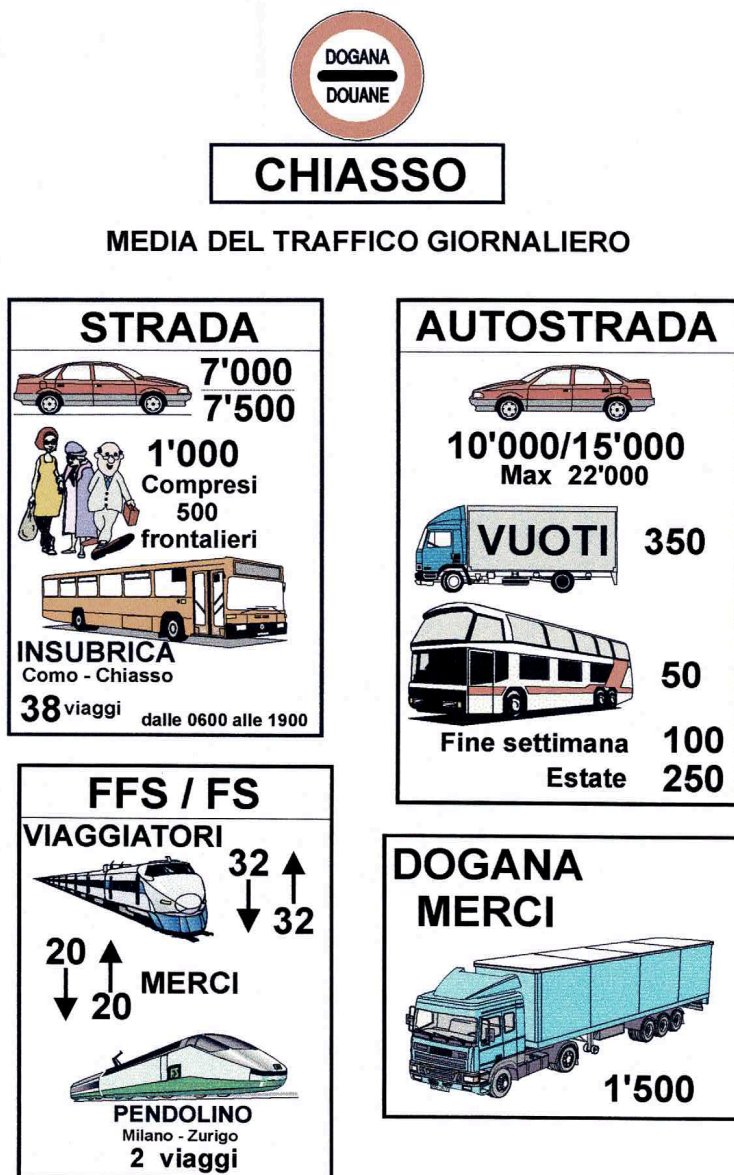 DOGANA
DOUANE
CHIASSO
MEDIA DEL TRAFFICO GIORNALIERO
STRADA
7'000
7'500
1'000
Compresi
500
frontalieri
INSUBRICA
Como - Chiasso
38 viaggi dalle 0600 alle 1900
AUTOSTRADA
10'000/15'000
Max 22'000
VUOTI 350
50
Fine settimana 100
Estate 250
FFS / FS
VIAGGIATORI
32
32
20
MERCI
20
FS
PENDOLINO
Milano - Zurigo
2 viaggi
DOGANA
MERCI
1'500